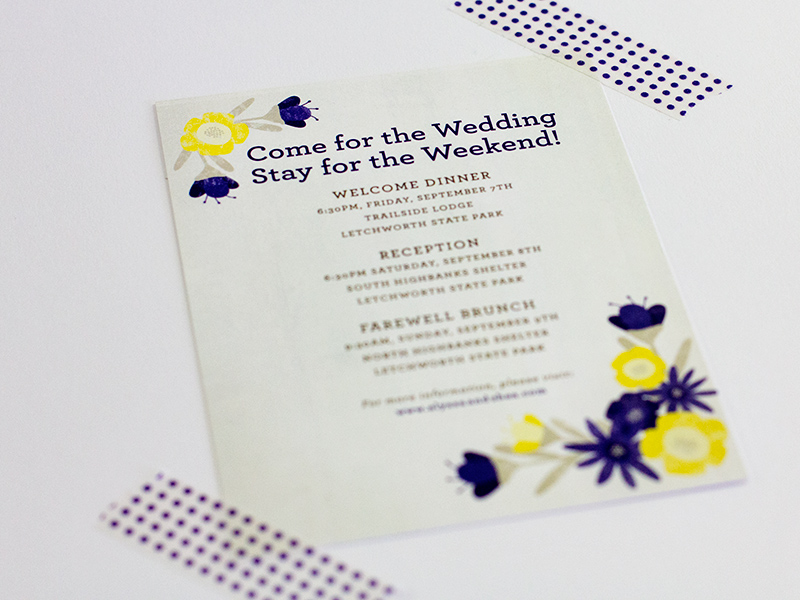 Come for the Wedding
Stay for the Weekend!
WELCOME DINNER
6:30PM, FRIDAY, SEPTEMBER 7TH
TRAILSIDE LODGE
LETCHWORTH STATE PARK
RECEPTION
6:30PM SATURDAY, SEPTEMBER 8TH
SOUTH HIGHBANKS SHELTER
LETCHWORTH STATE PARK
FAREWELL BRUNCH
SUNDAY, SEPTEMBER 9TH
NORTH HIGHBANKS SHELTER
LETCHWORTH STATE PARK
For more information, please